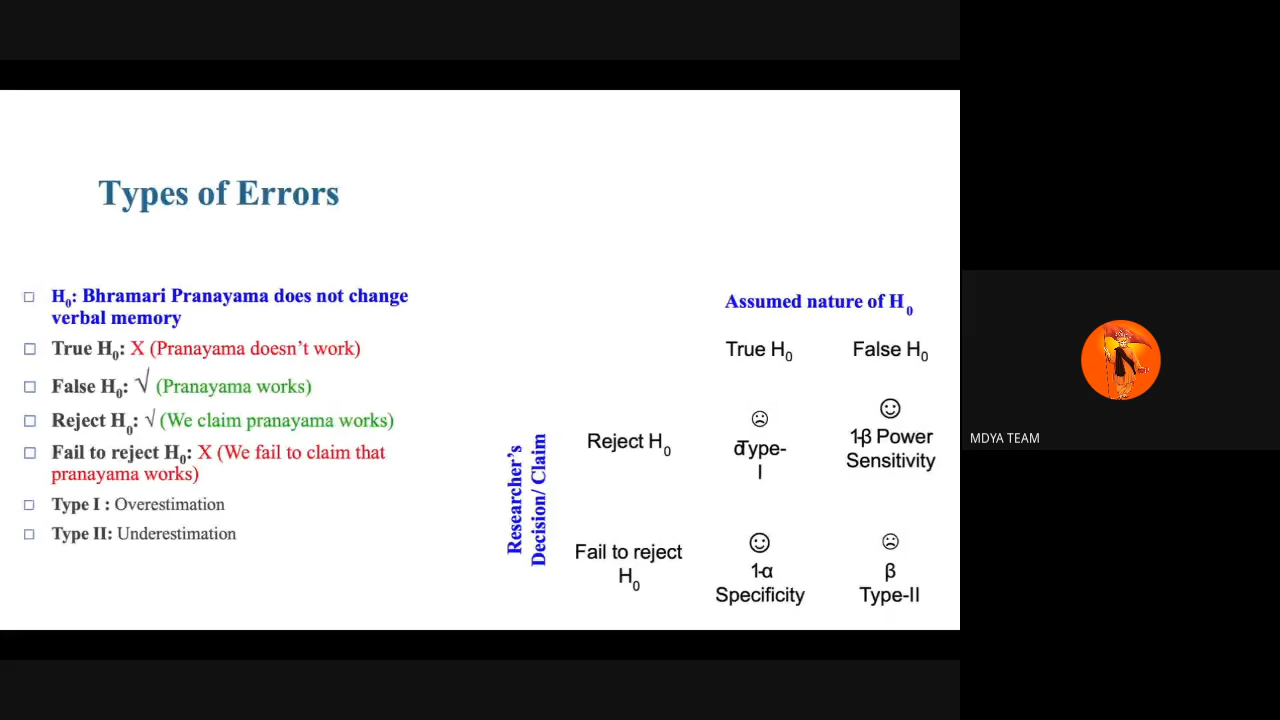 Types of Errors
H0: Bhramari Pranayama does not change
verbal memory
True H0: X (Pranayama doesn't work)
False H0: √ (Pranayama works)
Reject H0: √ (We claim pranayama works)
Fail to reject H0: X (We fail to claim that
pranayama works)
Type I : Overestimation
Type II: Underestimation
Assumed nature of H0
True H0
False H0
Researcher's
Decision/ Claim
Reject H0
Type-
I
1-β Power
Sensitivity
Fail to reject
H0
1-α
Specificity
β
Type-II
MDYA TEAM